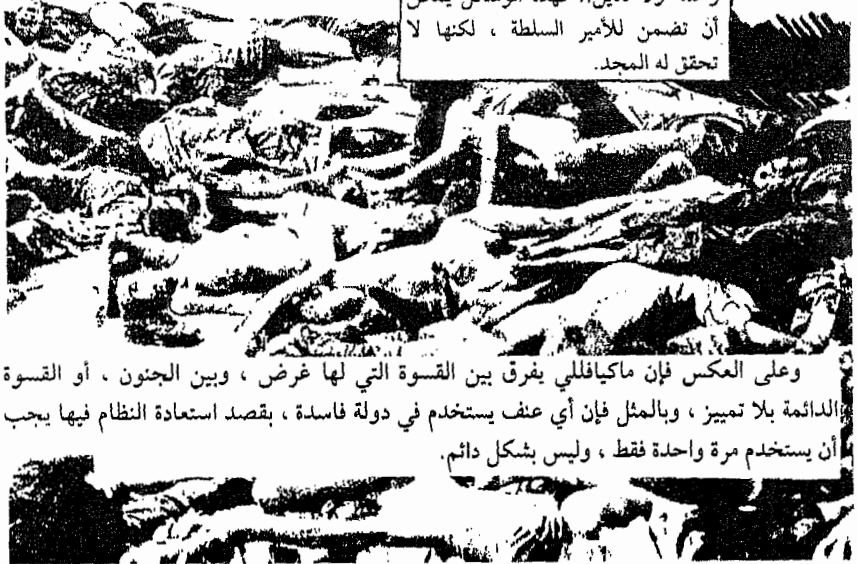 أن تضمن للأمير السلطة ، لكنها لا
تحقق له المجد.
وعلى العكس فإن ماكيافللي يفرق بين القسوة التي لها غرض ، وبين الجنون ، أو القسوة
الدائمة بلا تمييز ، وبالمثل فإن أي عنف يستخدم في دولة فاسدة ، بقصد استعادة النظام فيها يجب
أن يستخدم مرة واحدة فقط ، وليس بشكل دائم.